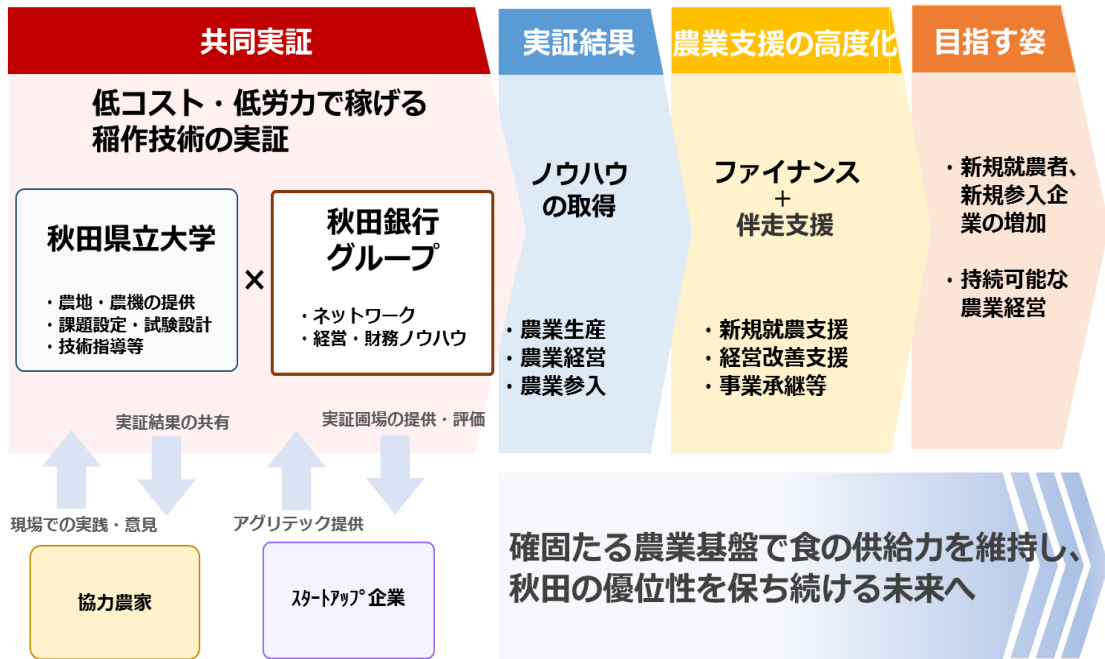 共同実証
低コスト・低労力で稼げる
稲作技術の実証
秋田県立大学
・農地・農機の提供
・課題設定・試験設計
・技術指導等
×
秋田銀行
グループ
・ネットワーク
・経営・財務ノウハウ
実証結果の共有
実証圃場の提供・評価
現場での実践・意見
アグリテック提供
協力農家
ｽﾀｰﾄｱｯﾌﾟ企業
実証結果
ノウハウ
の取得
・農業生産
・農業経営
・農業参入
農業支援の高度化
ファイナンス
+
伴走支援
・新規就農支援
・経営改善支援
・事業承継等
目指す姿
・新規就農者、
新規参入企
業の増加
・持続可能な
農業経営
確固たる農業基盤で食の供給力を維持し、
秋田の優位性を保ち続ける未来へ